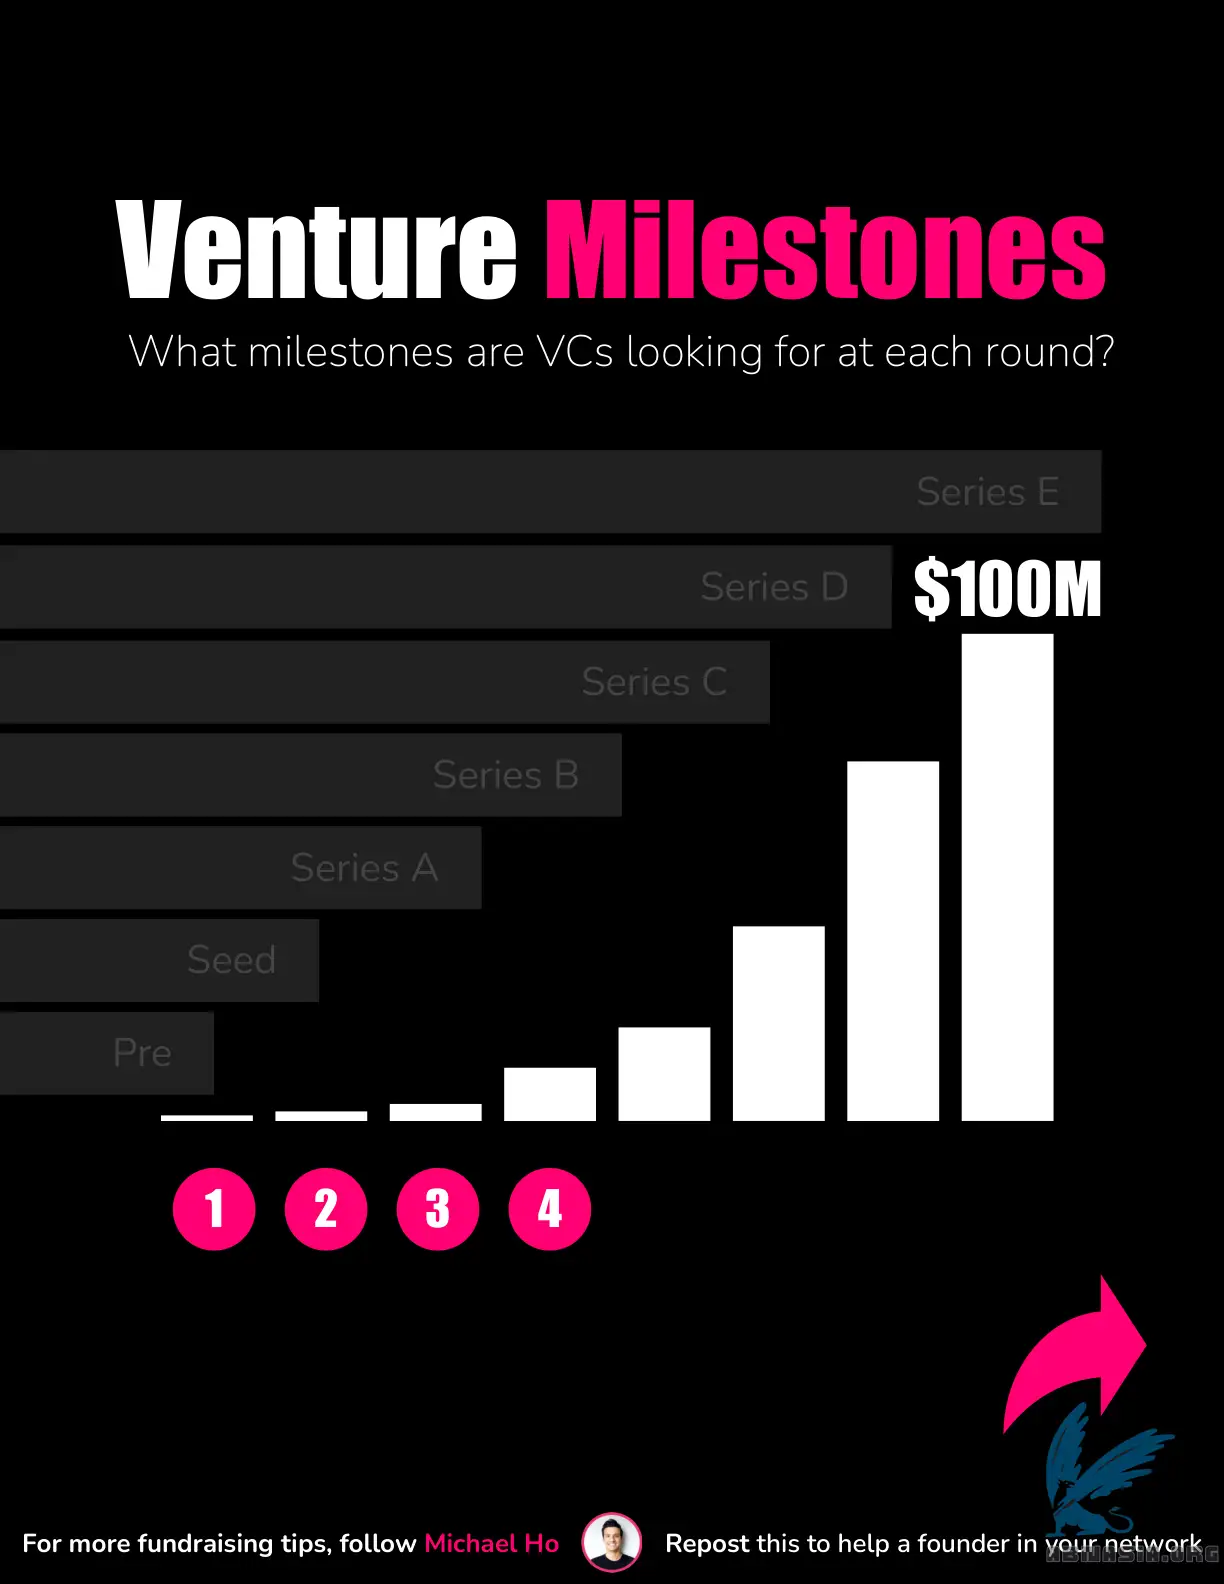 Venture Milestones
What milestones are VCs looking for at each round?
Series E
Series D
$100M
Series C
Series B
Series A
Seed
Pre
1 2 3 4
For more fundraising tips, follow Michael Ho
Repost this to help a founder in your network
ABNASIA.ORG